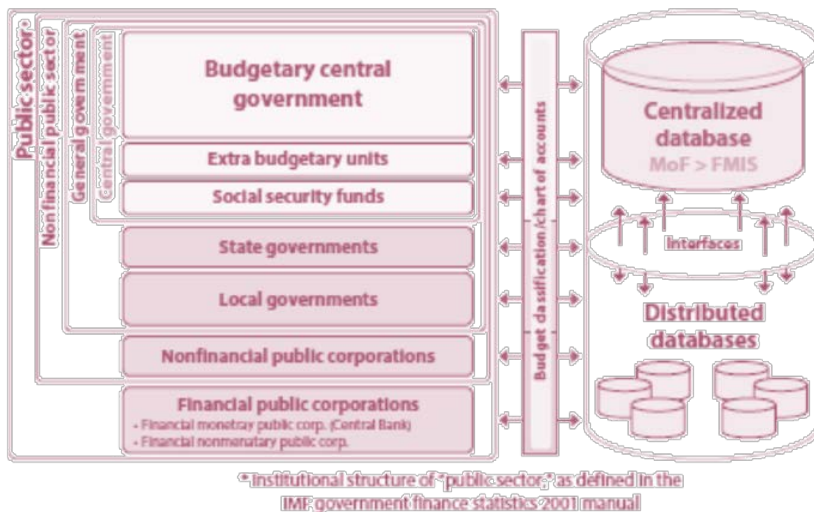 Public sector*
Nonfinancial public sector
General government
Central government
Budgetary central
government
Extra budgetary units
Social security funds
State governments
Local governments
Nonfinancial public corporations
Financial public corporations
- Financial monetray public corp. (Central Bank)
- Financial nonmenatary public corp.
Budget classification/chart of accounts
Centralized
database
MoF > FMIS
Interfaces
Distributed
databases
* Institutional structure of "public sector," as defined in the
IMF government finance statistics 2001 manual